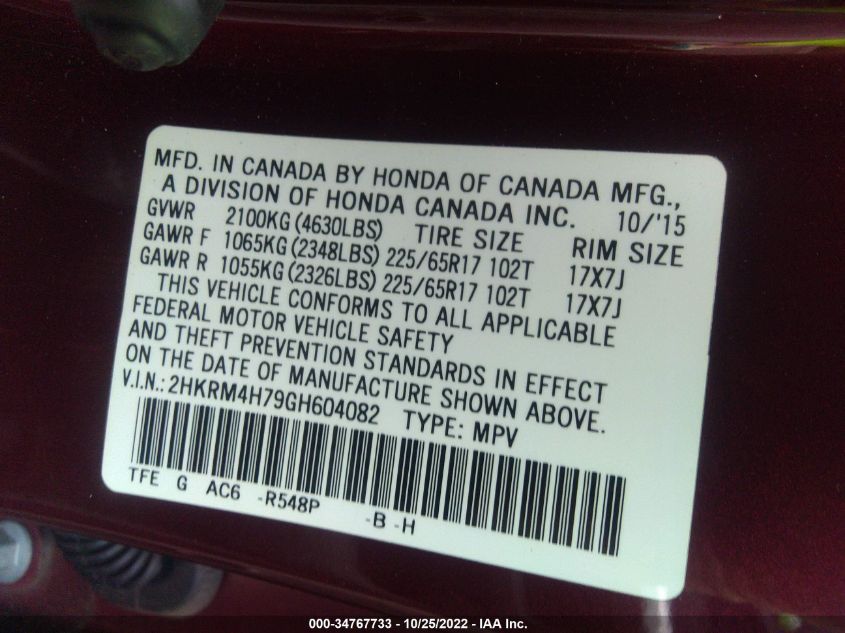 MFD. IN CANADA BY HONDA OF CANADA MFG.,
A DIVISION OF HONDA CANADA INC. 10/'15
GVWR 2100KG (4630LBS) TIRE SIZE RIM SIZE
GAWR F 1065KG (2348LBS) 225/65R17 102T 17X7J
GAWR R 1055KG (2326LBS) 225/65R17 102T 17X7J
THIS VEHICLE CONFORMS TO ALL APPLICABLE
FEDERAL MOTOR VEHICLE SAFETY
AND THEFT PREVENTION STANDARDS IN EFFECT
ON THE DATE OF MANUFACTURE SHOWN ABOVE.
V.I.N.: 2HKRM4H79GH604082 TYPE: MPV
TFE G AC6 -R548P -B -H
000-34767733 - 10/25/2022 - IAA Inc.